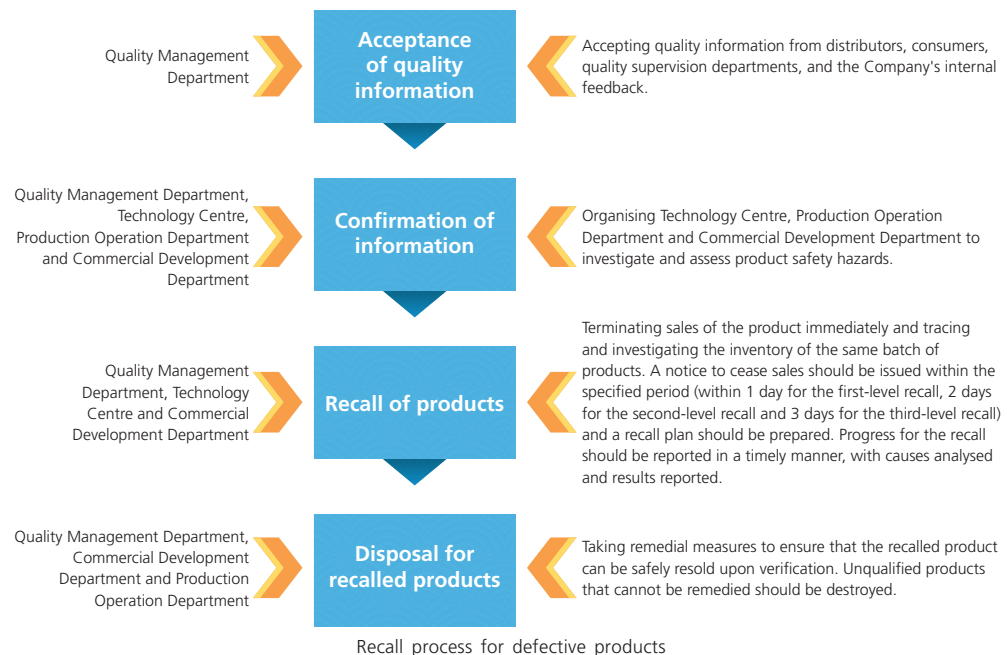 Quality Management
Department
Acceptance
of quality
information
Accepting quality information from distributors, consumers,
quality supervision departments, and the Company's internal
feedback.
Quality Management Department,
Technology Centre,
Production Operation Department
and Commercial Development
Department
Confirmation of
information
Organising Technology Centre, Production Operation
Department and Commercial Development Department to
investigate and assess product safety hazards.
Quality Management
Department, Technology
Centre and Commercial
Development Department
Recall of products
Terminating sales of the product immediately and tracing
and investigating the inventory of the same batch of
products. A notice to cease sales should be issued within the
specified period (within 1 day for the first-level recall, 2 days
for the second-level recall and 3 days for the third-level recall)
and a recall plan should be prepared. Progress for the recall
should be reported in a timely manner, with causes analysed
and results reported.
Quality Management Department,
Commercial Development
Department and Production
Operation Department
Disposal for
recalled products
Taking remedial measures to ensure that the recalled product
can be safely resold upon verification. Unqualified products
that cannot be remedied should be destroyed.
Recall process for defective products